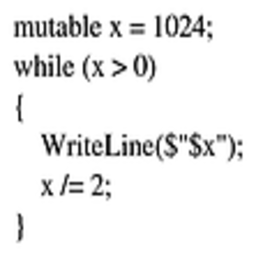 mutable x = 1024;
while (x > 0)
{
    WriteLine($"$x");
    x /= 2;
}